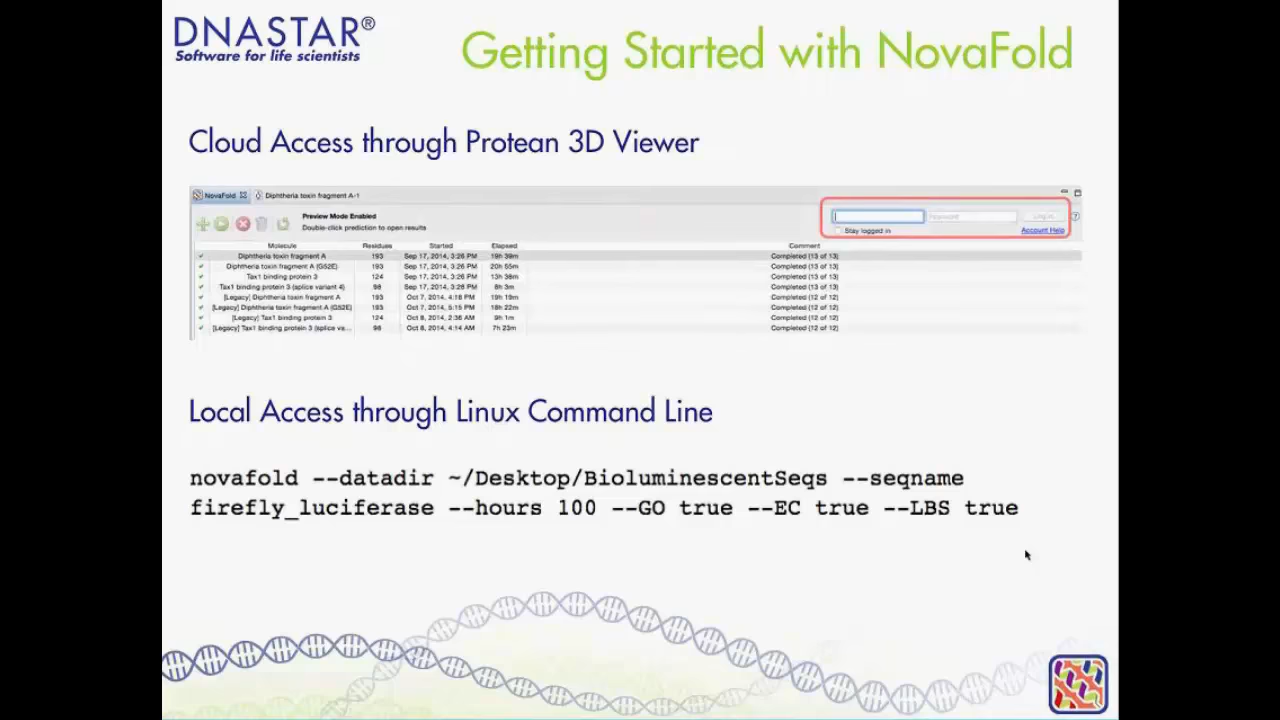 DNASTAR®
Software for life scientists
Getting Started with NovaFold
Cloud Access through Protean 3D Viewer
NovaFold Diphtheria toxin fragment A-1
Preview Mode Enabled
Double-click prediction to open results
Password Log in
Stay logged in Account Help
Molecule Residues Started Elapsed Comment
Diphtheria toxin fragment A 193 Sep 17, 2014, 3:26 PM 19h 39m Completed (13 of 13)
Diphtheria toxin fragment A (G52E) 193 Sep 17, 2014, 3:26 PM 20h 55m Completed (13 of 13)
Tax1 binding protein 3 124 Sep 17, 2014, 3:26 PM 13h 38m Completed (13 of 13)
Tax1 binding protein 3 (splice variant 4) 98 Sep 17, 2014, 3:26 PM 8h 3m Completed (13 of 13)
[Legacy] Diphtheria toxin fragment A 193 Oct 7, 2014, 4:18 PM 19h 19m Completed (12 of 12)
[Legacy] Diphtheria toxin fragment A (G52E) 193 Oct 7, 2014, 5:15 PM 18h 22m Completed (12 of 12)
[Legacy] Tax1 binding protein 3 124 Oct 8, 2014, 2:36 AM 9h 1m Completed (12 of 12)
[Legacy] Tax1 binding protein 3 (splice va... 98 Oct 8, 2014, 4:14 AM 7h 23m Completed (12 of 12)
Local Access through Linux Command Line
novafold --datadir ~/Desktop/BioluminescentSeqs --seqname
firefly_luciferase --hours 100 --GO true --EC true --LBS true